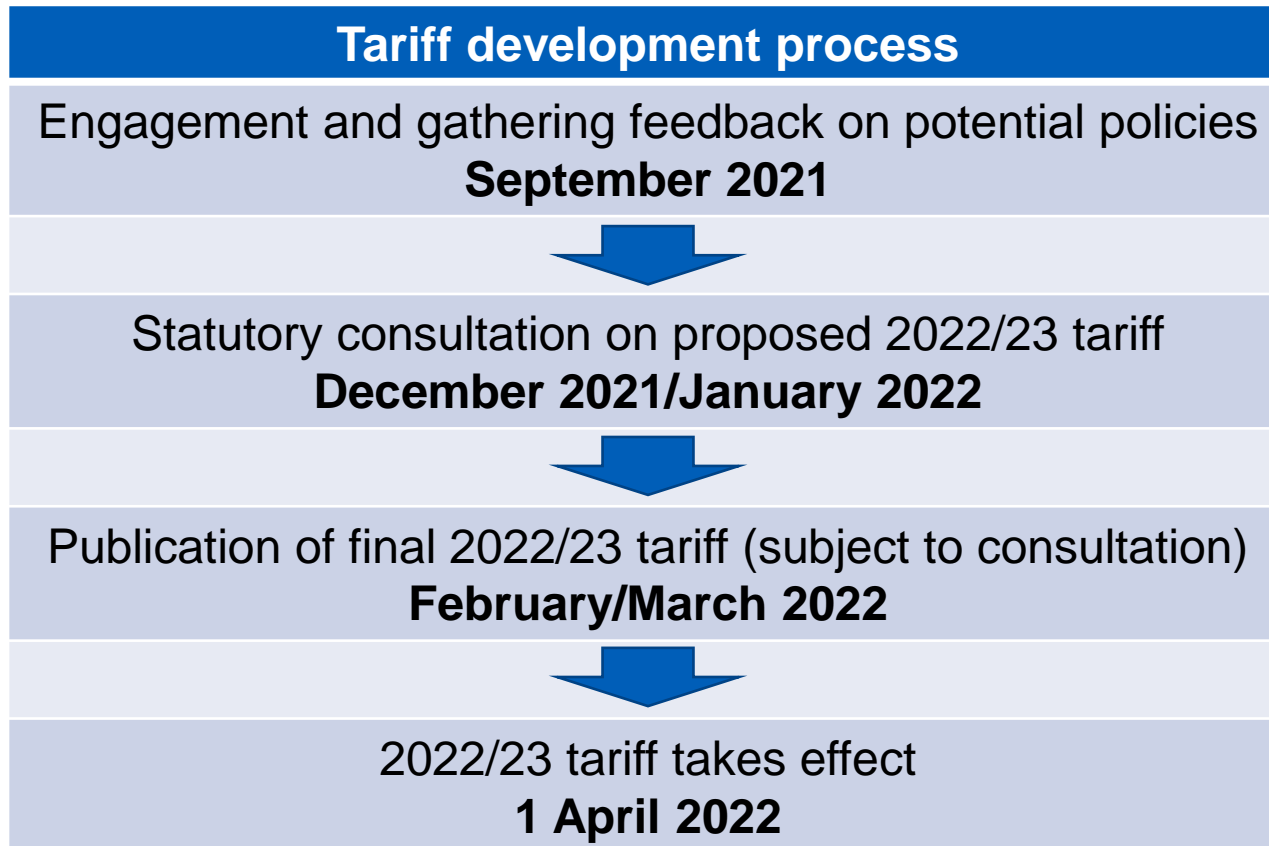 Tariff development process
Engagement and gathering feedback on potential policies
September 2021
Statutory consultation on proposed 2022/23 tariff
December 2021/January 2022
Publication of final 2022/23 tariff (subject to consultation)
February/March 2022
2022/23 tariff takes effect
1 April 2022